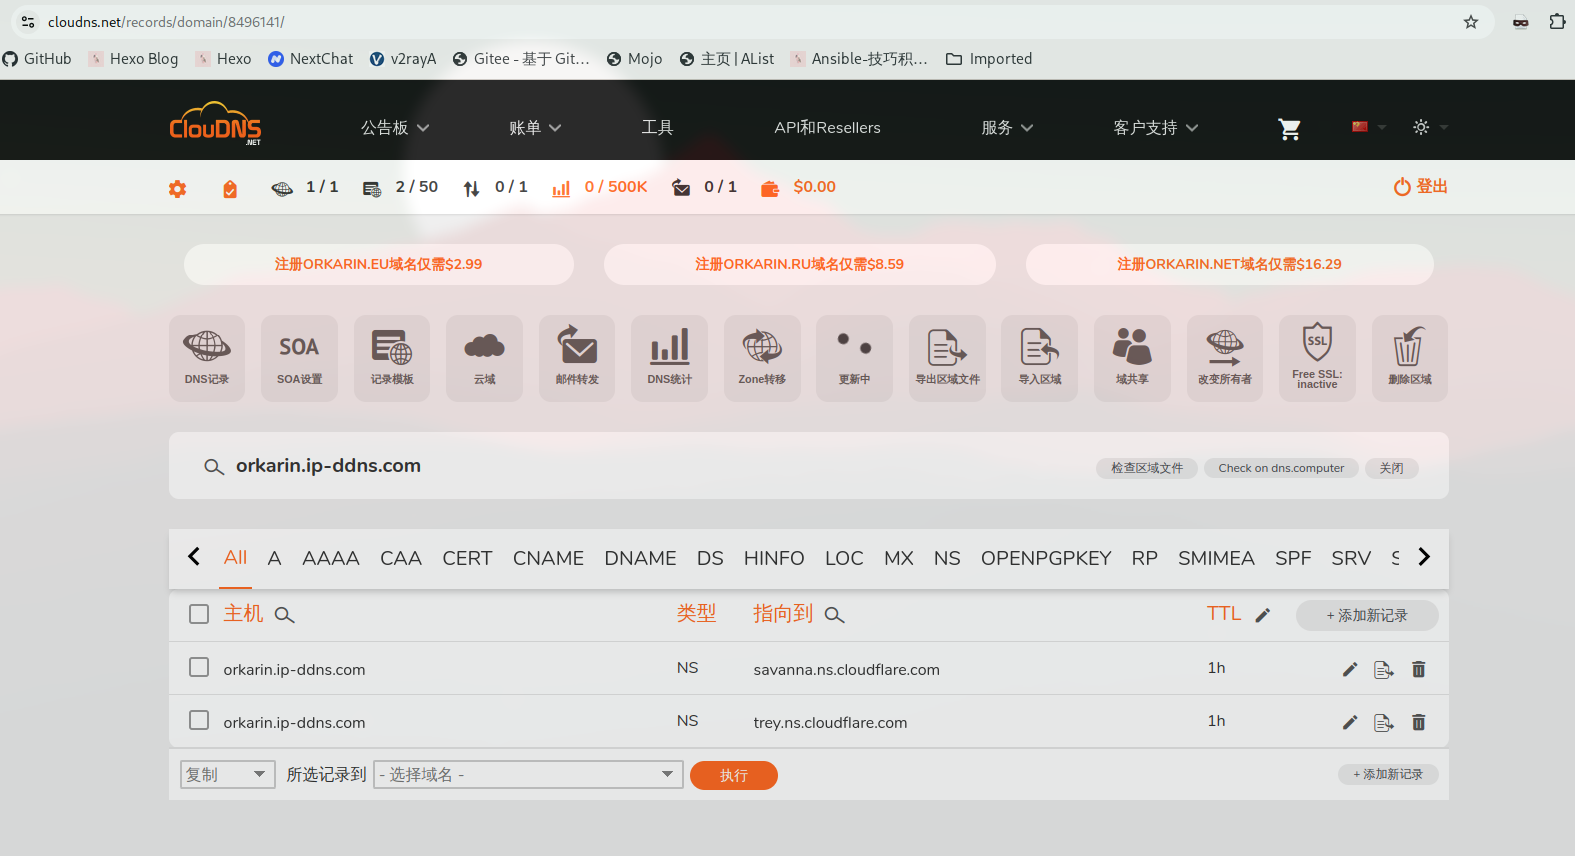 cloudns.net/records/domain/8496141/
GitHub Hexo Blog Hexo NextChat v2rayA Gitee - 基于 Git... Mojo 主页 | AList Ansible-技巧积... Imported
ClouDNS .NET 公告板 账单 工具 API和Resellers 服务 客户支持
1 / 1 2 / 50 0 / 1 0 / 500K 0 / 1 $0.00 登出
注册ORKARIN.EU域名仅需$2.99 注册ORKARIN.RU域名仅需$8.59 注册ORKARIN.NET域名仅需$16.29
SOA SSL
DNS记录 SOA设置 记录模板 云域 邮件转发 DNS统计 Zone转移 更新中 导出区域文件 导入区域 域共享 改变所有者 Free SSL: inactive 删除区域
orkarin.ip-ddns.com 检查区域文件 Check on dns.computer 关闭
All A AAAA CAA CERT CNAME DNAME DS HINFO LOC MX NS OPENPGPKEY RP SMIMEA SPF SRV
主机 类型 指向到 TTL + 添加新记录
orkarin.ip-ddns.com NS savanna.ns.cloudflare.com 1h
orkarin.ip-ddns.com NS trey.ns.cloudflare.com 1h
复制 所选记录到 - 选择域名 - 执行 + 添加新记录